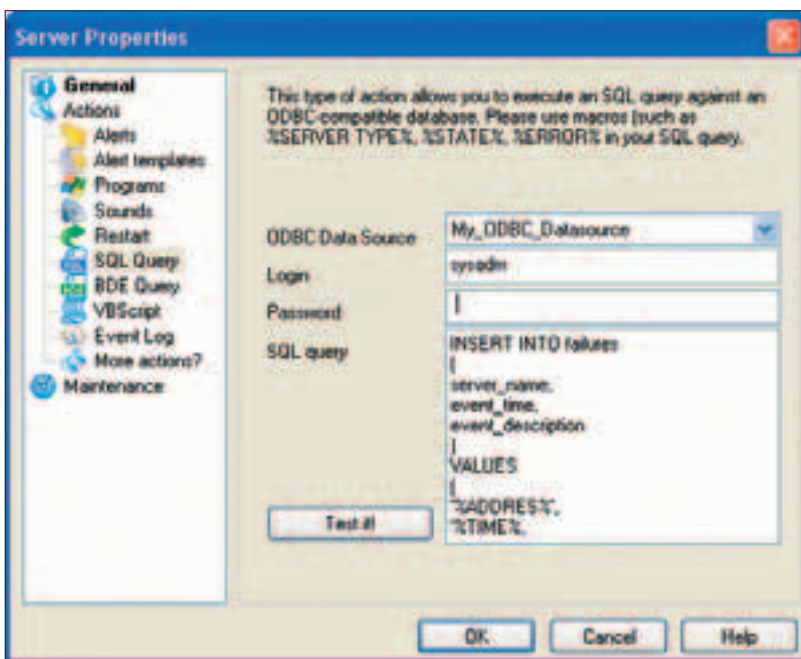 Server Properties
General
Actions
Alerts
Alert templates
Programs
Sounds
Restart
SQL Query
BDE Query
VBScript
Event Log
More actions?
Maintenance
This type of action allows you to execute an SQL query against an
ODBC-compatible database. Please use macros (such as
%SERVER TYPE%, %STATE%, %ERROR% in your SQL query.
ODBC Data Source
My_ODBC_Datasource
Login
sysadm
Password
SQL query
INSERT INTO failures
(
server_name,
event_time,
event_description
)
VALUES
(
'%ADDRES%',
'%TIME%,
Test it!
OK
Cancel
Help